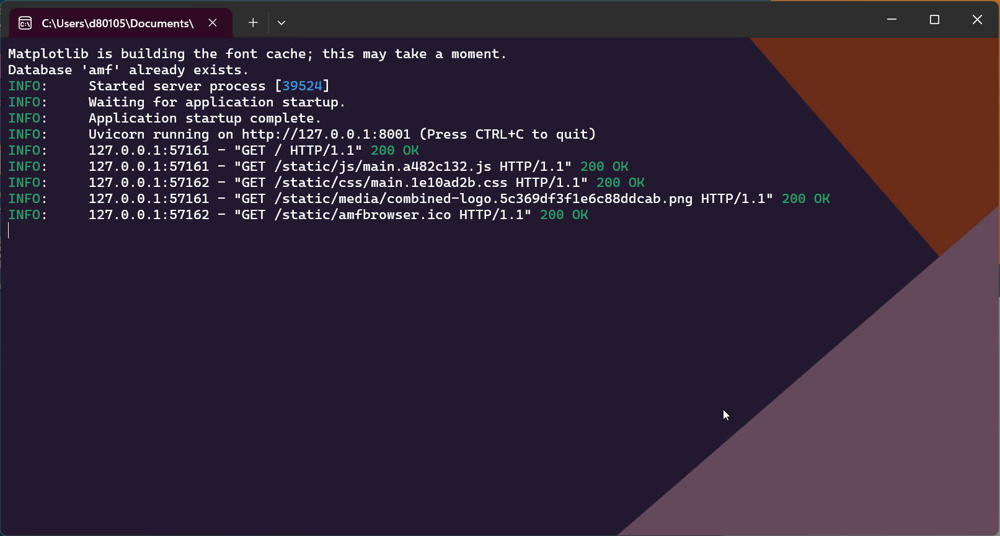 C:\Users\d80105\Documents\
Matplotlib is building the font cache; this may take a moment.
Database 'amf' already exists.
INFO:     Started server process [39524]
INFO:     Waiting for application startup.
INFO:     Application startup complete.
INFO:     Uvicorn running on http://127.0.0.1:8001 (Press CTRL+C to quit)
INFO:     127.0.0.1:57161 - "GET / HTTP/1.1" 200 OK
INFO:     127.0.0.1:57161 - "GET /static/js/main.a482c132.js HTTP/1.1" 200 OK
INFO:     127.0.0.1:57162 - "GET /static/css/main.1e10ad2b.css HTTP/1.1" 200 OK
INFO:     127.0.0.1:57161 - "GET /static/media/combined-logo.5c369df3f1e6c88ddcab.png HTTP/1.1" 200 OK
INFO:     127.0.0.1:57162 - "GET /static/amfbrowser.ico HTTP/1.1" 200 OK